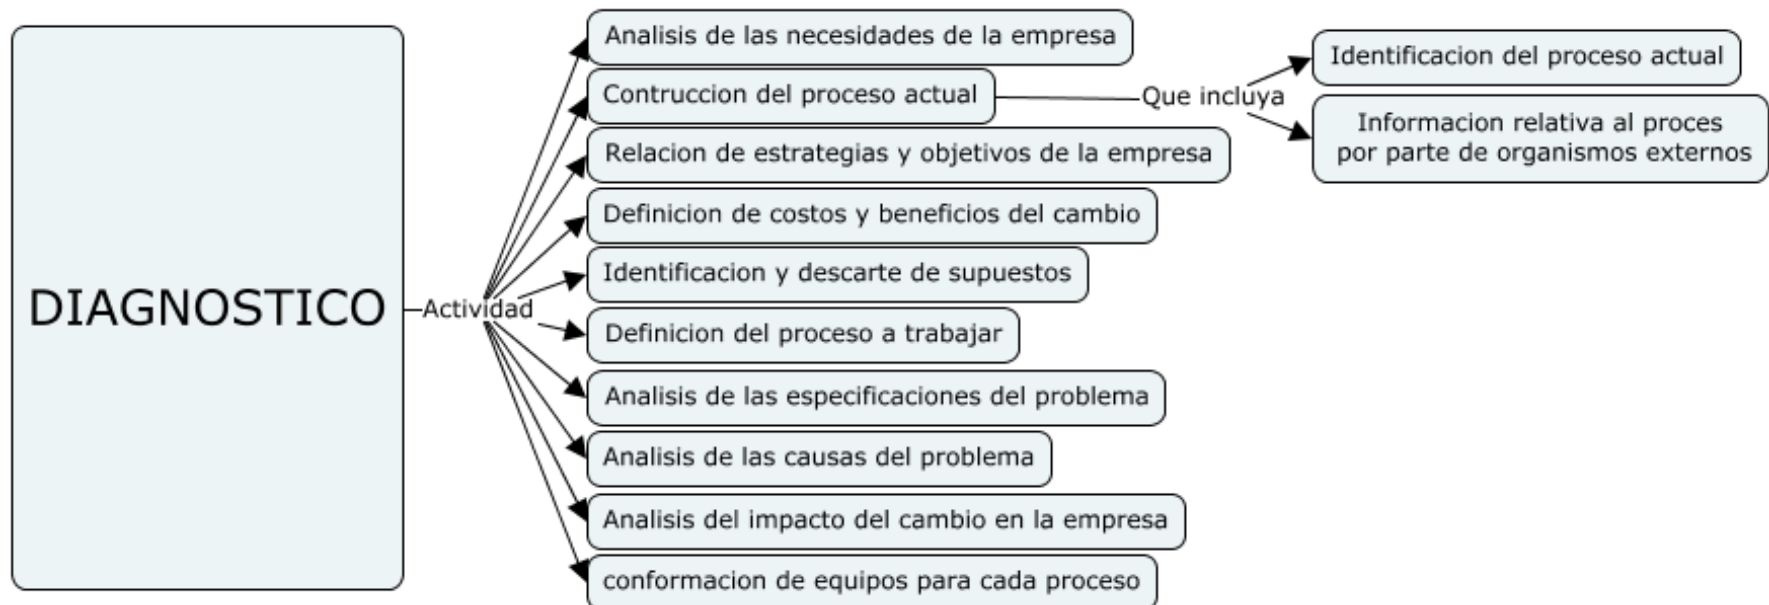 DIAGNOSTICO
Actividad
Analisis de las necesidades de la empresa
Contruccion del proceso actual
Que incluya
Identificacion del proceso actual
Informacion relativa al proces
por parte de organismos externos
Relacion de estrategias y objetivos de la empresa
Definicion de costos y beneficios del cambio
Identificacion y descarte de supuestos
Definicion del proceso a trabajar
Analisis de las especificaciones del problema
Analisis de las causas del problema
Analisis del impacto del cambio en la empresa
conformacion de equipos para cada proceso